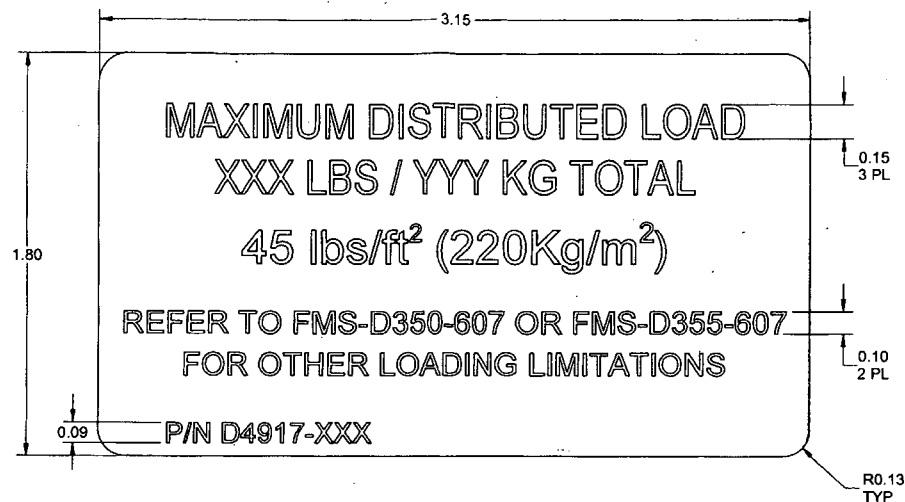 3.15
MAXIMUM DISTRIBUTED LOAD
XXX LBS / YYY KG TOTAL
0.15
3 PL
1.80
45 lbs/ft² (220Kg/m²)
REFER TO FMS-D350-607 OR FMS-D355-607
FOR OTHER LOADING LIMITATIONS
0.10
2 PL
0.09
P/N D4917-XXX
R0.13
TYP